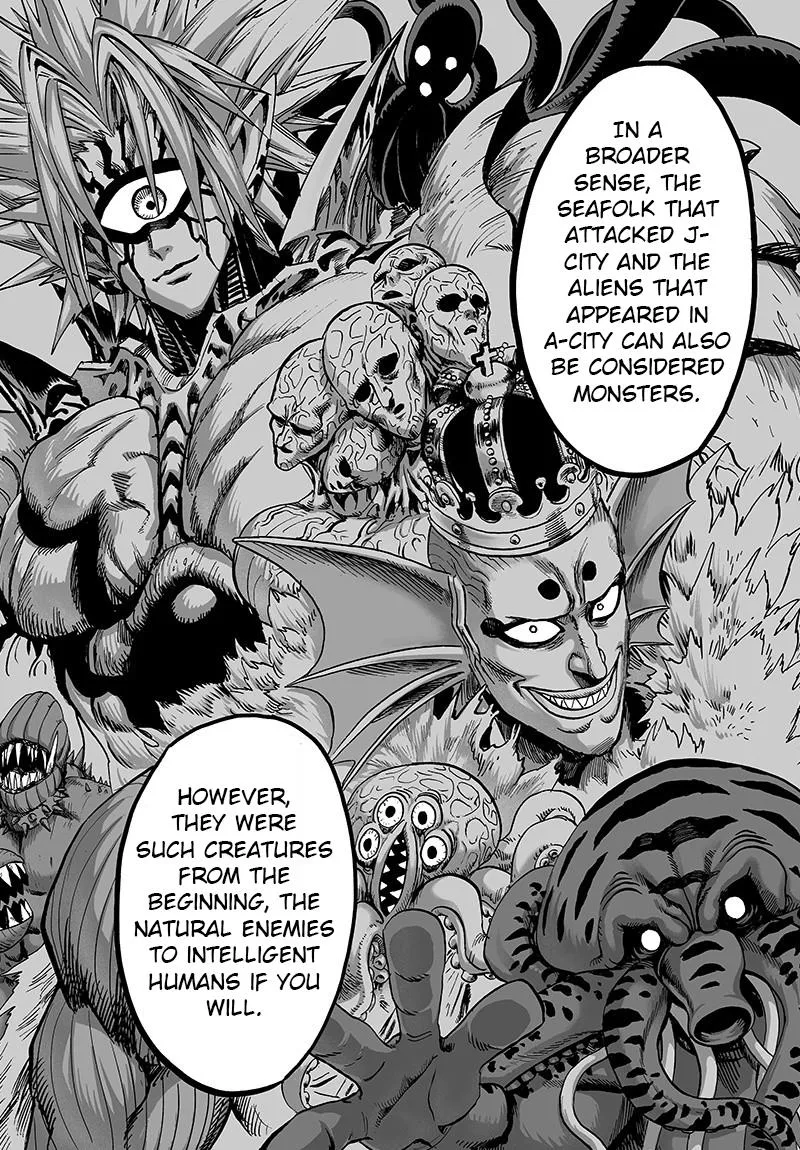 IN A
BROADER
SENSE, THE
SEAFOLK THAT
ATTACKED J-
CITY AND THE
ALIENS THAT
APPEARED IN
A-CITY CAN ALSO
BE CONSIDERED
MONSTERS.
HOWEVER,
THEY WERE
SUCH CREATURES
FROM THE
BEGINNING, THE
NATURAL ENEMIES
TO INTELLIGENT
HUMANS IF YOU
WILL.